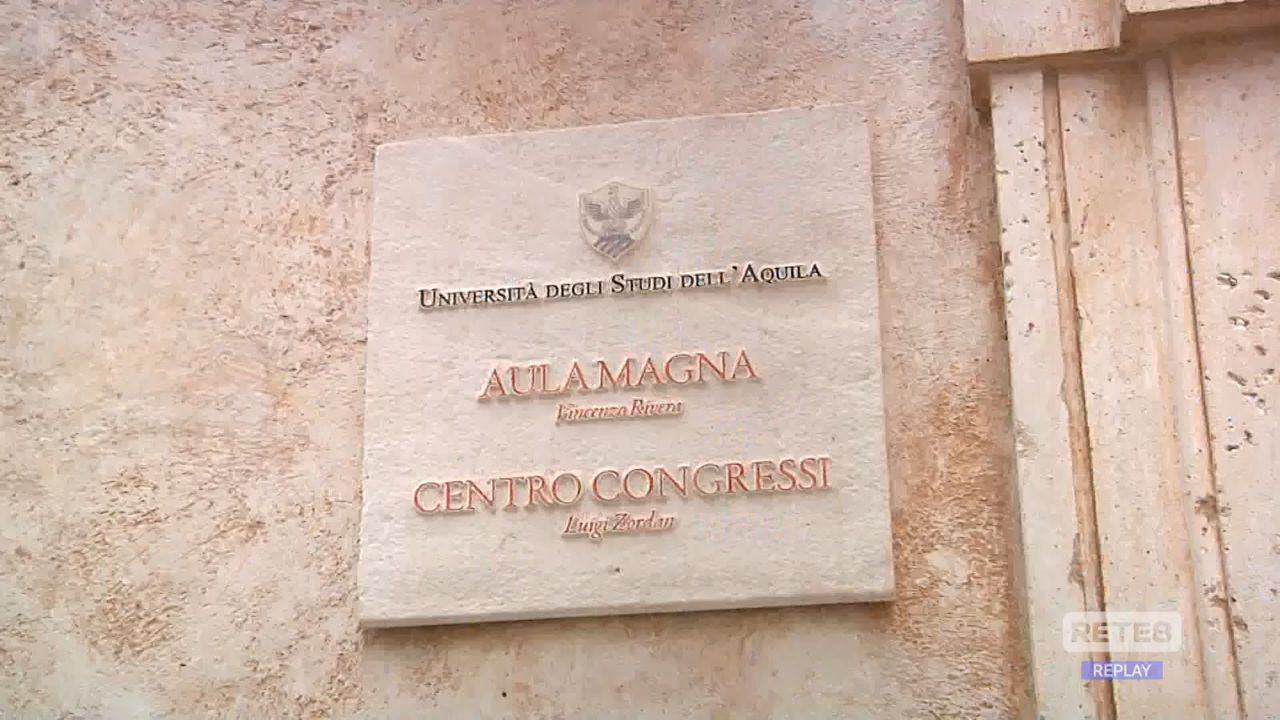 Università degli Studi dell'Aquila
AULA MAGNA
Vincenzo Rivera
CENTRO CONGRESSI
Luigi Zordan
RETE8
REPLAY